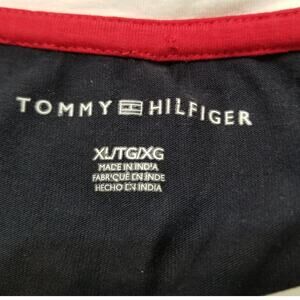 TOMMY HILFIGER
XL/TG/XG
MADE IN INDIA
FABRIQUÉ EN INDE
HECHO EN INDIA